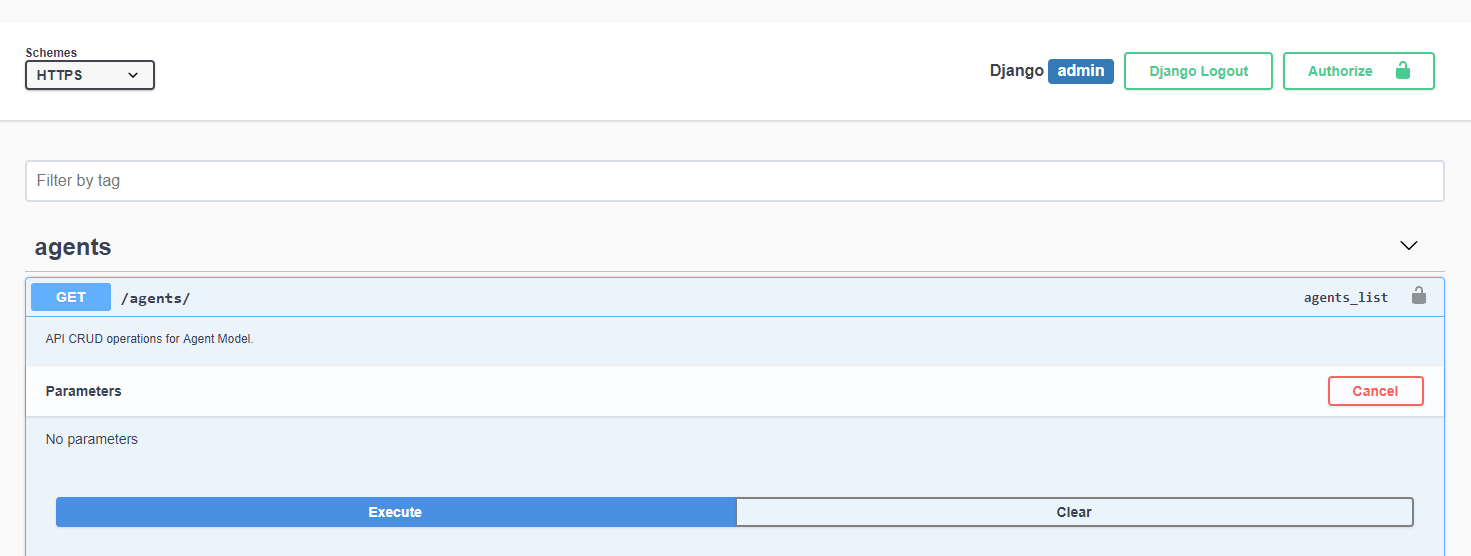 Schemes
HTTPS
Django admin
Django Logout
Authorize
Filter by tag
agents
GET /agents/ agents_list
API CRUD operations for Agent Model.
Parameters
Cancel
No parameters
Execute
Clear